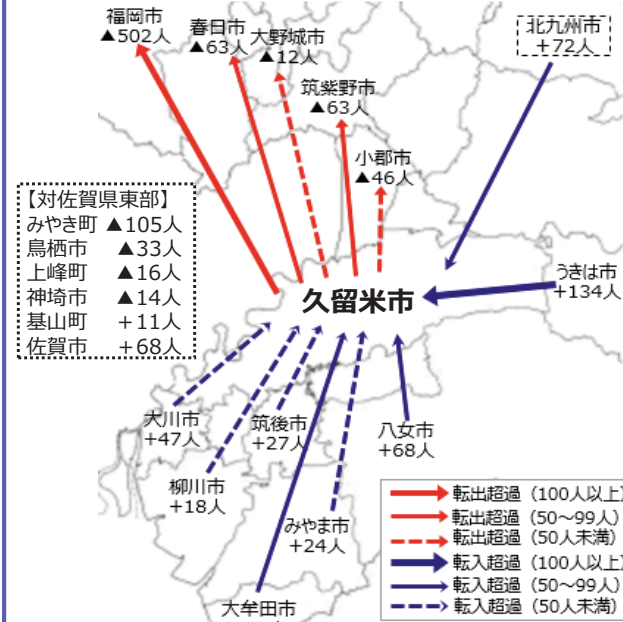 福岡市
▲502人
春日市
▲63人
大野城市
▲12人
筑紫野市
▲63人
小郡市
▲46人
北九州市
+72人
【対佐賀県東部】
みやき町 ▲105人
鳥栖市 ▲33人
上峰町 ▲16人
神埼市 ▲14人
基山町 +11人
佐賀市 +68人
久留米市
うきは市
+134人
大川市
+47人
筑後市
+27人
八女市
+68人
柳川市
+18人
みやま市
+24人
大牟田市
転出超過（100人以上）
転出超過（50～99人）
転出超過（50人未満）
転入超過（100人以上）
転入超過（50～99人）
転入超過（50人未満）